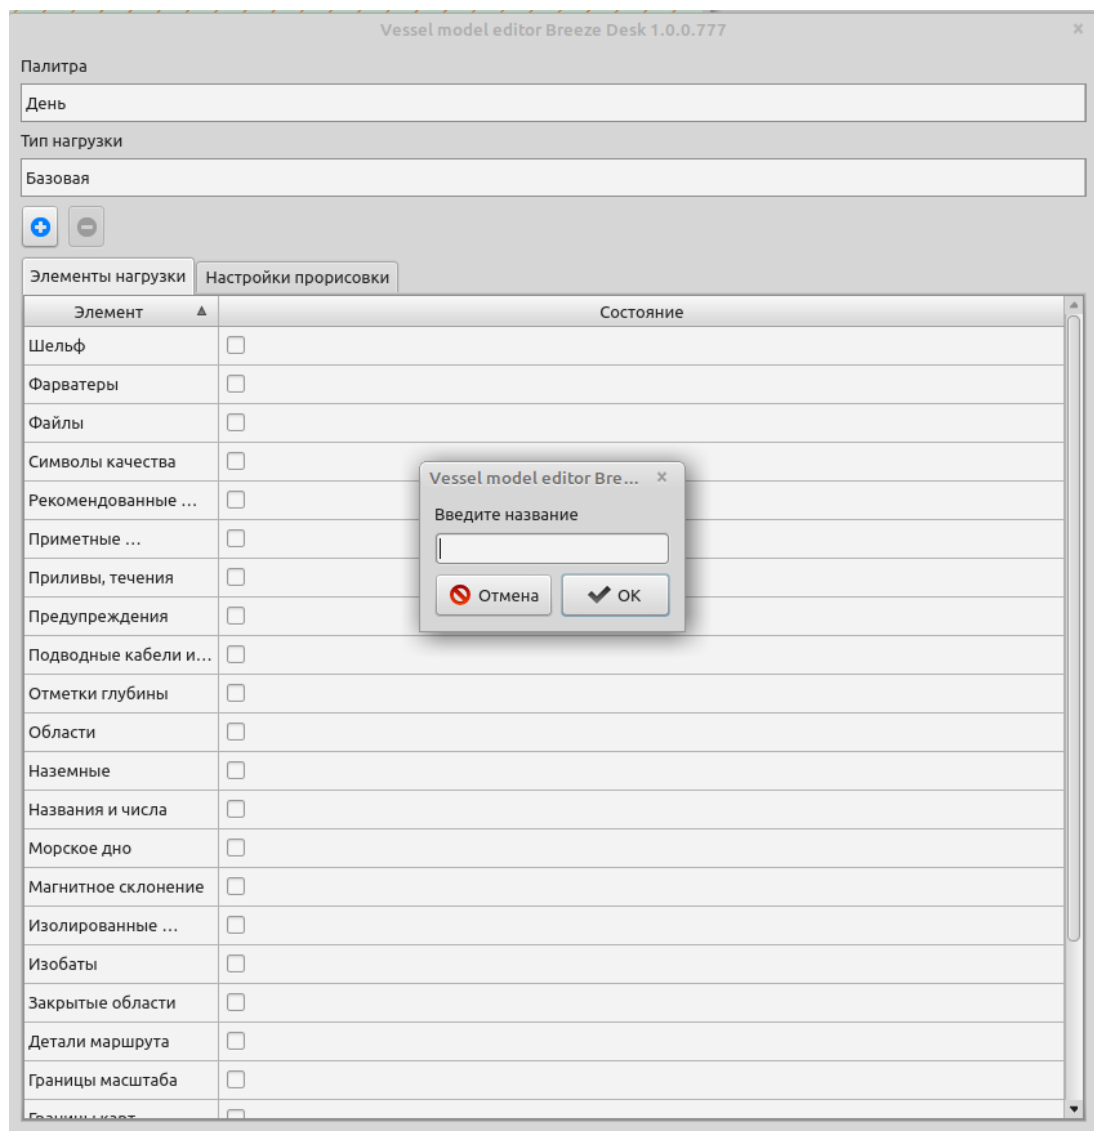 Vessel model editor Breeze Desk 1.0.0.777
Палитра
День
Тип нагрузки
Базовая
Элементы нагрузки
Настройки прорисовки
Элемент
Состояние
Шельф
Фарватеры
Файлы
Символы качества
Рекомендованные ...
Приметные ...
Приливы, течения
Предупреждения
Подводные кабели и...
Отметки глубины
Области
Наземные
Названия и числа
Морское дно
Магнитное склонение
Изолированные ...
Изобаты
Закрытые области
Детали маршрута
Границы масштаба
Границы карт
Vessel model editor Bre...
Введите название
Отмена
OK